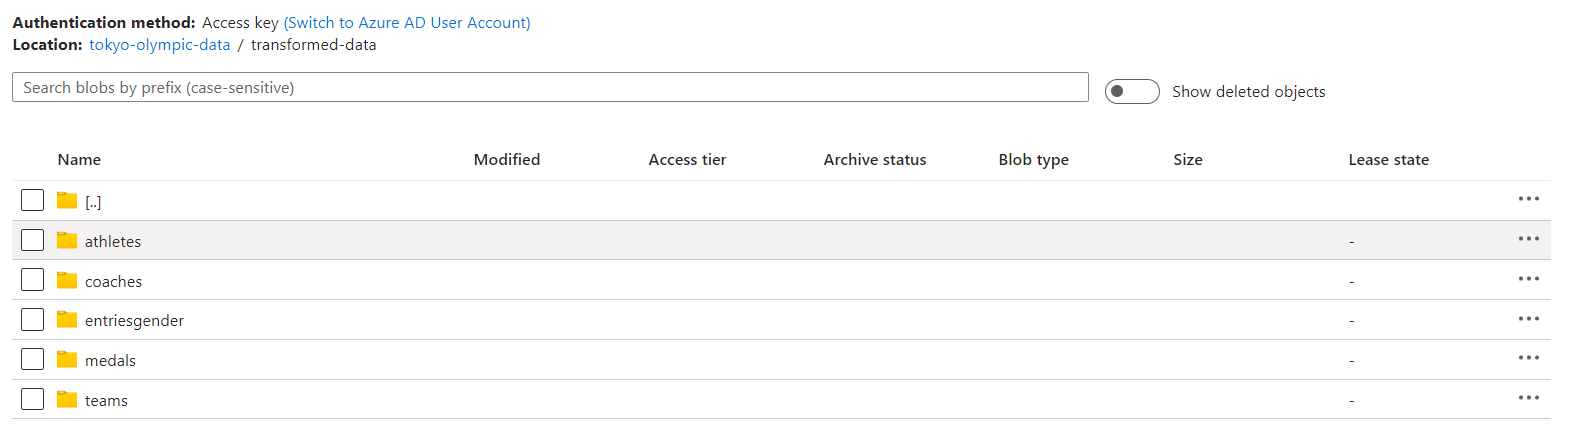 Authentication method: Access key (Switch to Azure AD User Account)
Location: tokyo-olympic-data / transformed-data
Search blobs by prefix (case-sensitive)
Show deleted objects
Name Modified Access tier Archive status Blob type Size Lease state
[..] ...
athletes - ...
coaches - ...
entriesgender - ...
medals - ...
teams - ...